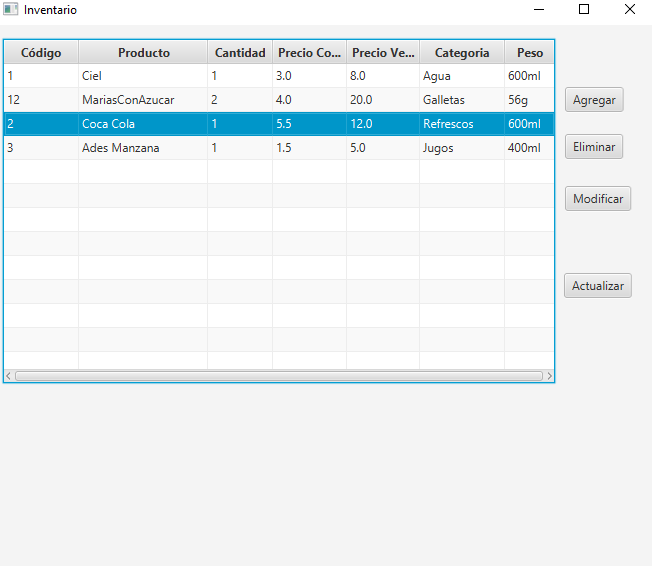 Inventario
Código Producto Cantidad Precio Co... Precio Ve... Categoria Peso
1 Ciel 1 3.0 8.0 Agua 600ml
12 MariasConAzucar 2 4.0 20.0 Galletas 56g
Agregar
2 Coca Cola 1 5.5 12.0 Refrescos 600ml
3 Ades Manzana 1 1.5 5.0 Jugos 400ml
Eliminar
Modificar
Actualizar